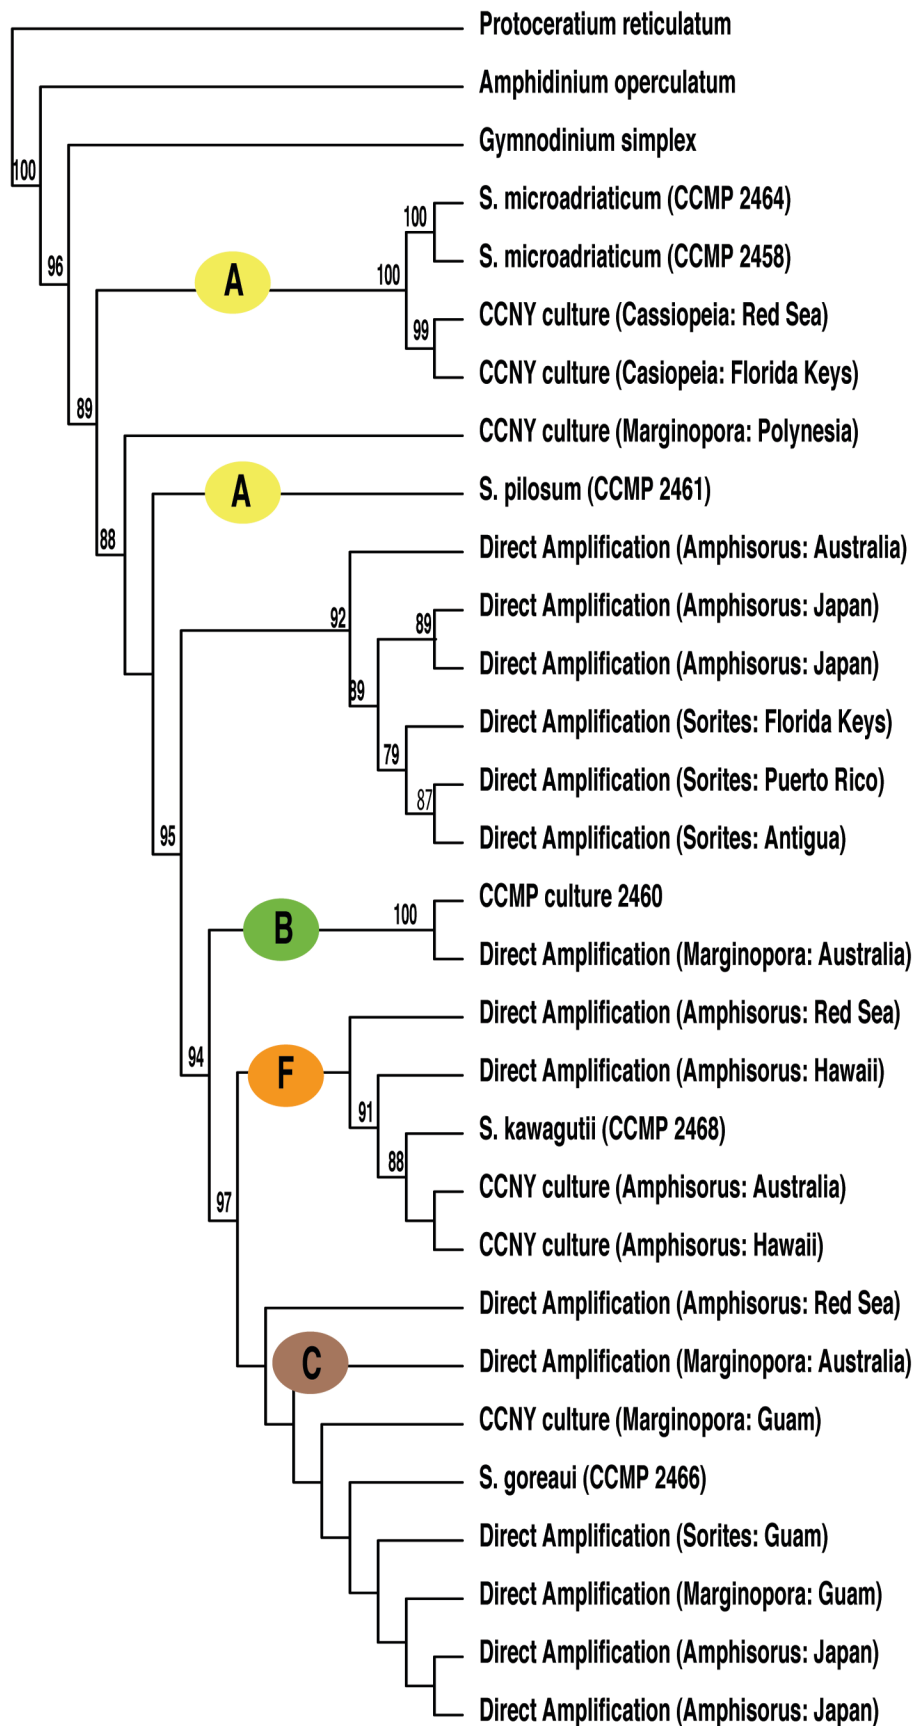 Protoceratium reticulatum
Amphidinium operculatum
Gymnodinium simplex
100
S. microadriaticum (CCMP 2464)
100
S. microadriaticum (CCMP 2458)
96
A
100
CCNY culture (Cassiopeia: Red Sea)
99
CCNY culture (Casiopeia: Florida Keys)
89
CCNY culture (Marginopora: Polynesia)
A
S. pilosum (CCMP 2461)
88
Direct Amplification (Amphisorus: Australia)
92
Direct Amplification (Amphisorus: Japan)
89
Direct Amplification (Amphisorus: Japan)
89
Direct Amplification (Sorites: Florida Keys)
79
Direct Amplification (Sorites: Puerto Rico)
87
Direct Amplification (Sorites: Antigua)
95
CCMP culture 2460
100
B
Direct Amplification (Marginopora: Australia)
Direct Amplification (Amphisorus: Red Sea)
94
F
Direct Amplification (Amphisorus: Hawaii)
91
S. kawagutii (CCMP 2468)
88
CCNY culture (Amphisorus: Australia)
97
CCNY culture (Amphisorus: Hawaii)
Direct Amplification (Amphisorus: Red Sea)
C
Direct Amplification (Marginopora: Australia)
CCNY culture (Marginopora: Guam)
S. goreaui (CCMP 2466)
Direct Amplification (Sorites: Guam)
Direct Amplification (Marginopora: Guam)
Direct Amplification (Amphisorus: Japan)
Direct Amplification (Amphisorus: Japan)